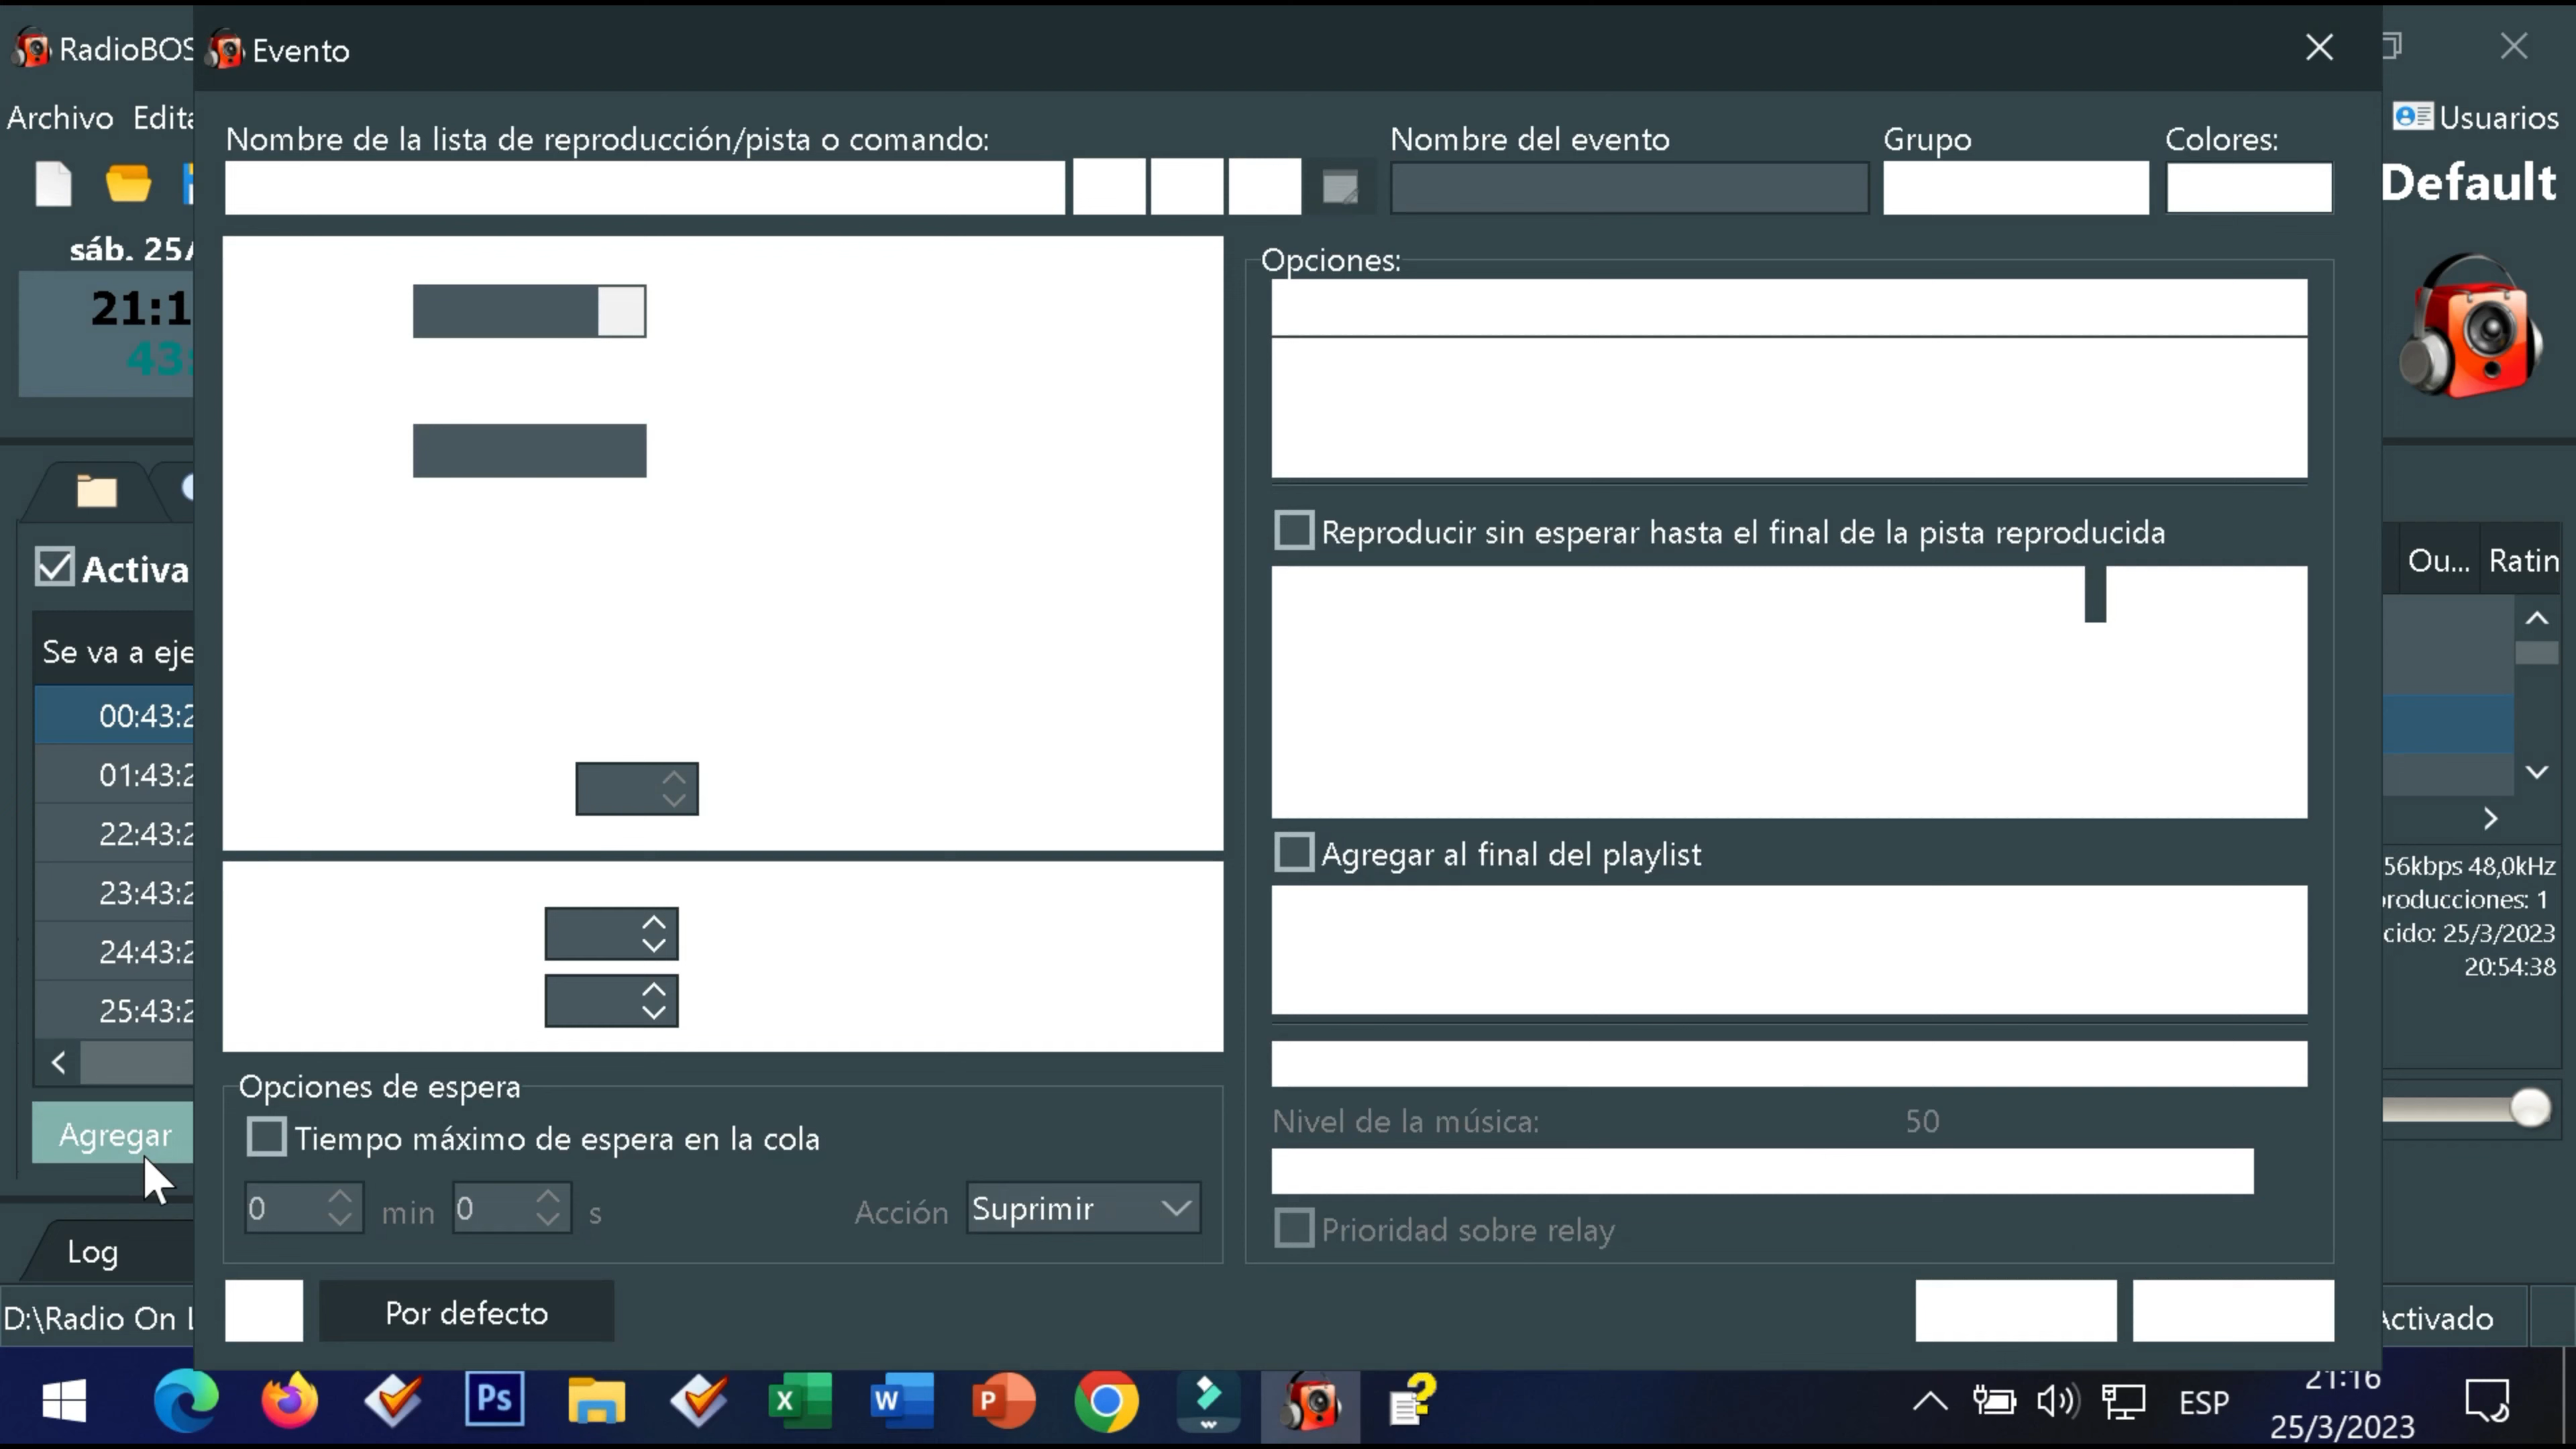 RadioBOS
Evento
Archivo Edita
Usuarios
Nombre de la lista de reproducción/pista o comando:
Nombre del evento
Grupo
Colores:
Default
sáb. 25/
21:1
43:
Opciones:
Reproducir sin esperar hasta el final de la pista reproducida
Activa
Ou... Ratin
Se va a eje
00:43:2
01:43:2
22:43:2
23:43:2
24:43:2
25:43:2
Agregar al final del playlist
56kbps 48,0kHz
roducciones: 1
cido: 25/3/2023
20:54:38
Opciones de espera
Tiempo máximo de espera en la cola
Nivel de la música: 50
Agregar
0 min 0 s
Acción Suprimir
Prioridad sobre relay
Log
Por defecto
D:\Radio On L
Activado
Ps
X
W
P
ESP
21:16
25/3/2023